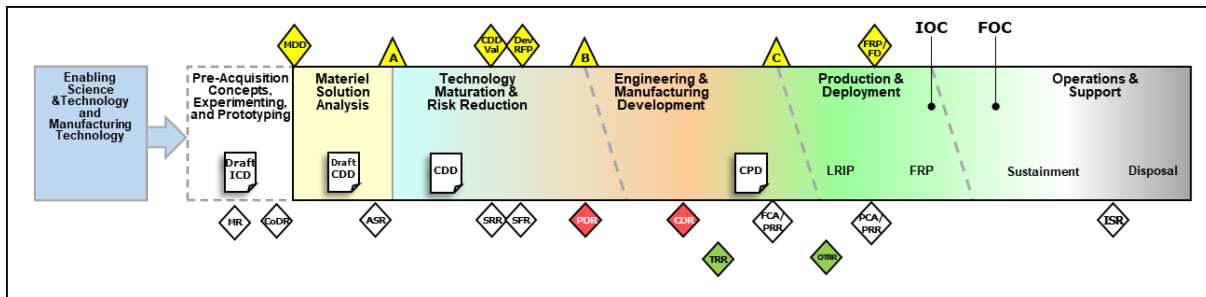 IOC
FOC
MDD
A
CDD
Val
Dev
RFP
B
C
FRP/
FD
Enabling
Science
&Technology
and
Manufacturing
Technology
Pre-Acquisition
Concepts,
Experimenting,
and Prototyping
Materiel
Solution
Analysis
Technology
Maturation &
Risk Reduction
Engineering &
Manufacturing
Development
Production &
Deployment
Operations &
Support
Draft
ICD
Draft
CDD
CDD
CPD
LRIP
FRP
Sustainment
Disposal
MR
CoDR
ASR
SRR
SFR
PDR
CDR
FCA/
PRR
PCA/
PRR
ISR
TRR
OTRR